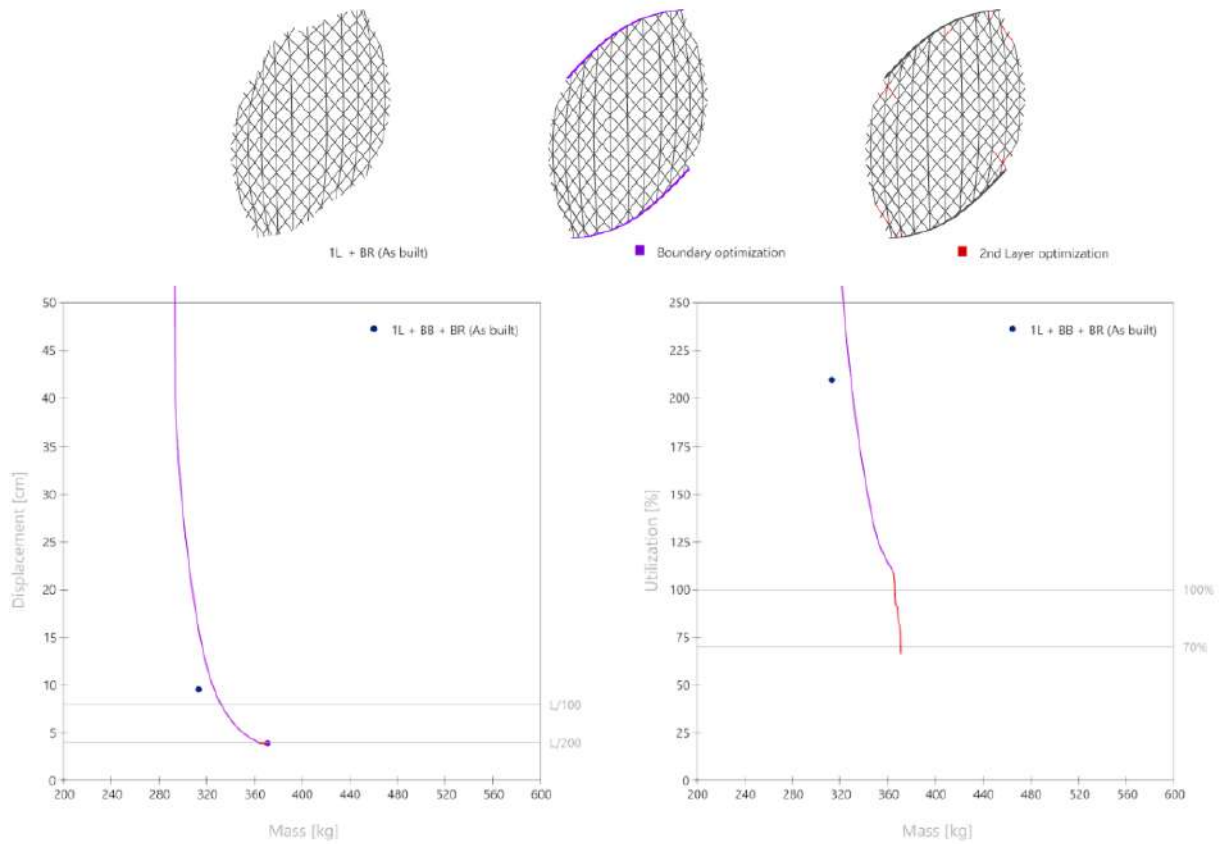 1L + BR (As built)
Boundary optimization
2nd Layer optimization
50
45
40
35
30
25
20
15
10
5
0
Displacement [cm]
1L + BB + BR (As built)
L/100
L/200
200 240 280 320 360 400 440 480 520 560 600
Mass [kg]
250
225
200
175
150
125
100
75
50
25
0
Utilization [%]
1L + BB + BR (As built)
100%
70%
200 240 280 320 360 400 440 480 520 560 600
Mass [kg]